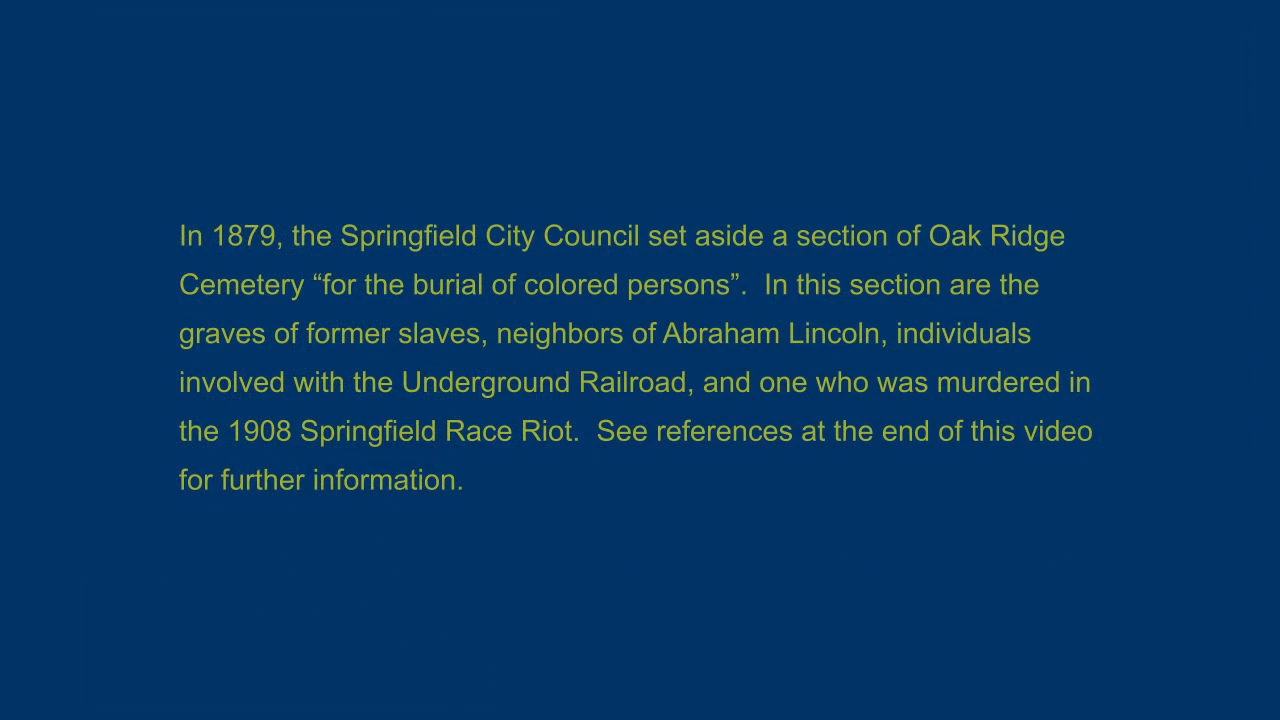 In 1879, the Springfield City Council set aside a section of Oak Ridge
Cemetery “for the burial of colored persons”.  In this section are the
graves of former slaves, neighbors of Abraham Lincoln, individuals
involved with the Underground Railroad, and one who was murdered in
the 1908 Springfield Race Riot.  See references at the end of this video
for further information.